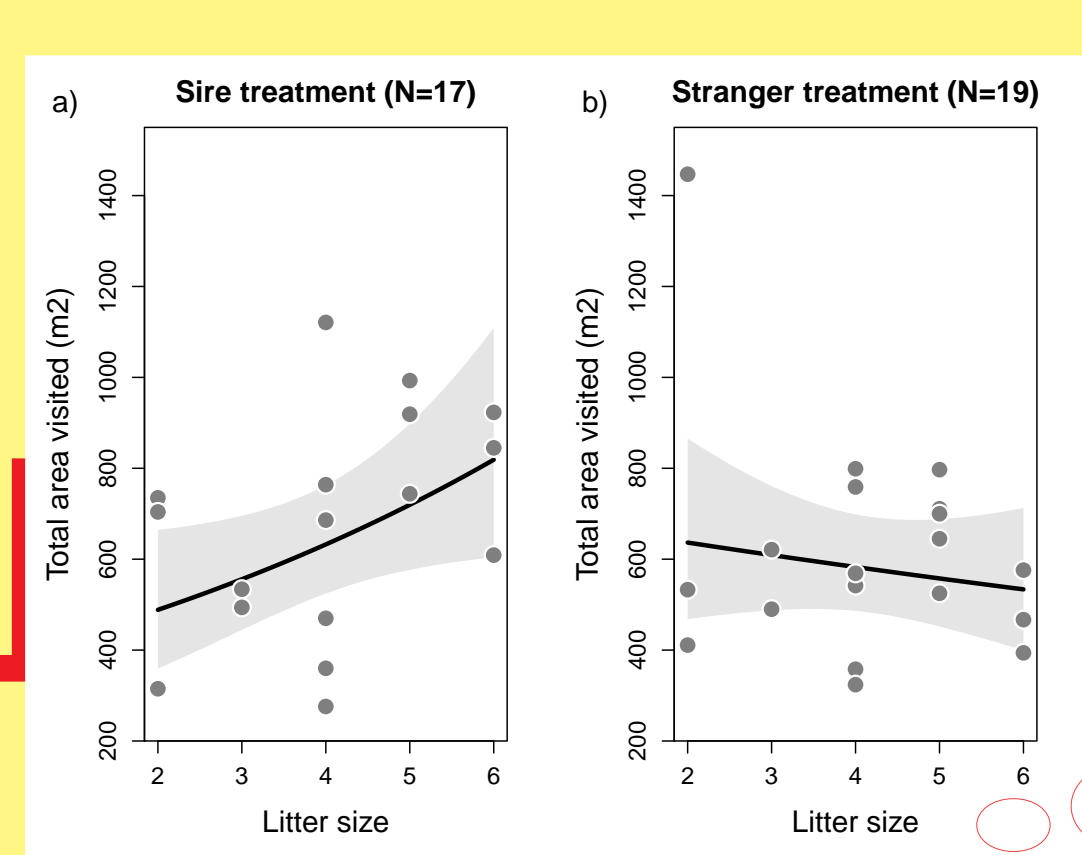 a)
Sire treatment (N=17)
Total area visited (m2)
1400
1200
1000
800
600
400
200
2 3 4 5 6
Litter size
b)
Stranger treatment (N=19)
Total area visited (m2)
1400
1200
1000
800
600
400
200
2 3 4 5 6
Litter size